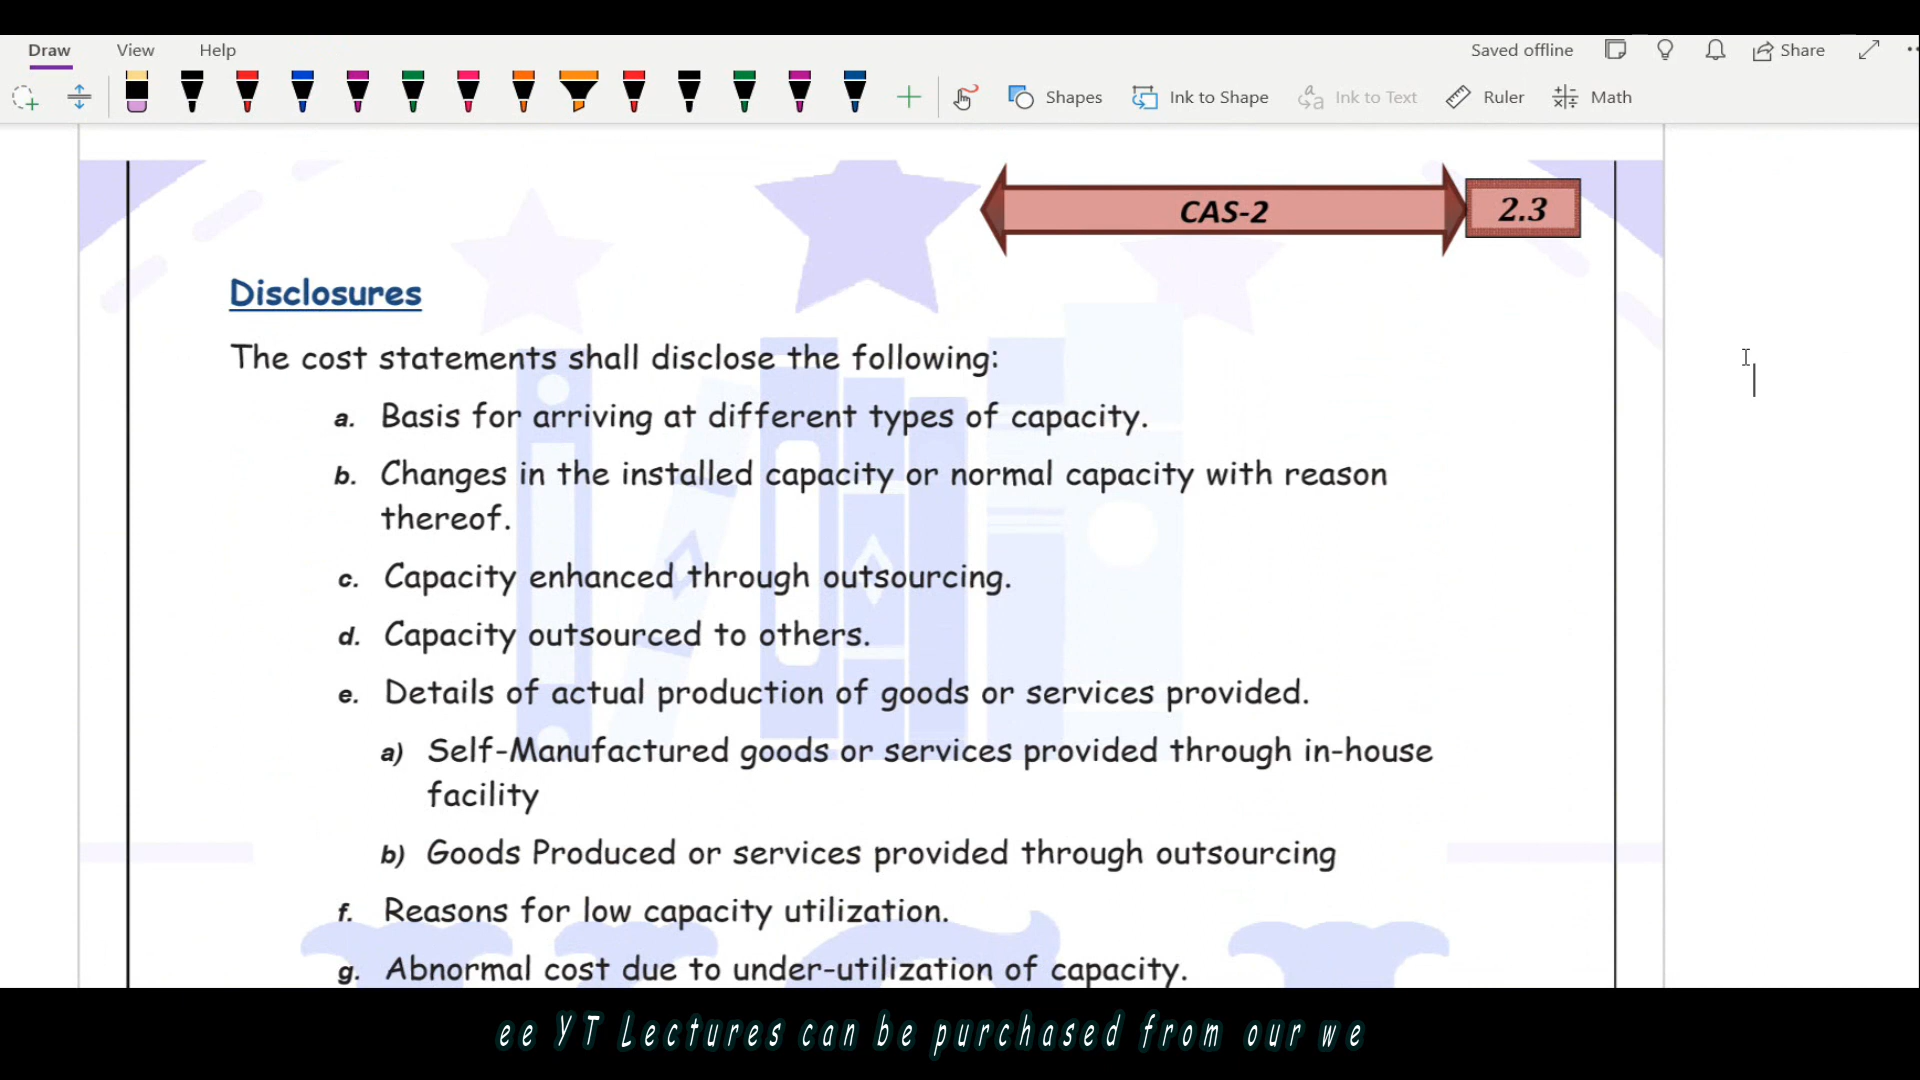 Draw View Help Saved offline Share
Shapes Ink to Shape Ink to Text Ruler Math
CAS-2 2.3
Disclosures
The cost statements shall disclose the following:
a. Basis for arriving at different types of capacity.
b. Changes in the installed capacity or normal capacity with reason
thereof.
c. Capacity enhanced through outsourcing.
d. Capacity outsourced to others.
e. Details of actual production of goods or services provided.
a) Self-Manufactured goods or services provided through in-house
facility
b) Goods Produced or services provided through outsourcing
f. Reasons for low capacity utilization.
g. Abnormal cost due to under-utilization of capacity.
ee YT Lectures can be purchased from our we